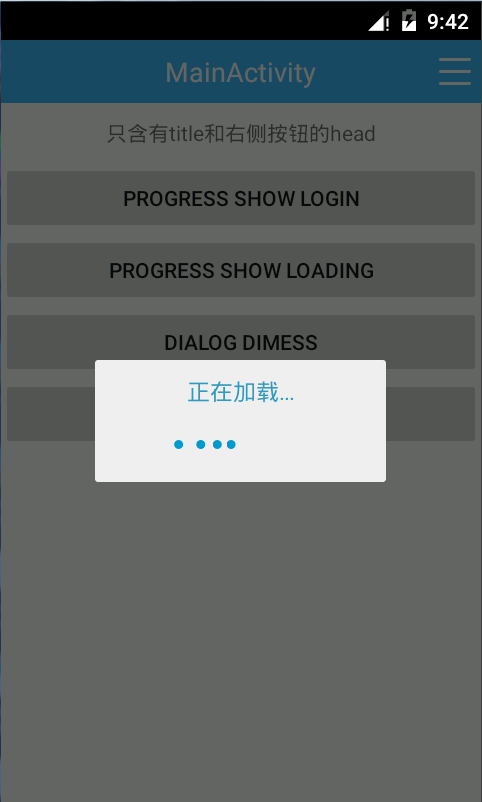 9:42
MainActivity
只含有title和右侧按钮的head
PROGRESS SHOW LOGIN
PROGRESS SHOW LOADING
DIALOG DIMESS
正在加载...